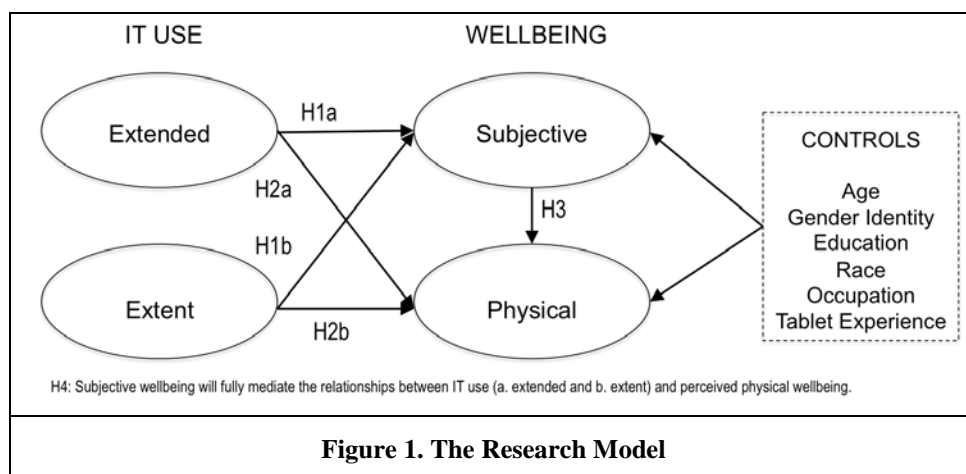 IT USE
WELLBEING
Extended
H1a
Subjective
H2a
H3
H1b
Extent
H2b
Physical
CONTROLS
Age
Gender Identity
Education
Race
Occupation
Tablet Experience
H4: Subjective wellbeing will fully mediate the relationships between IT use (a. extended and b. extent) and perceived physical wellbeing.
Figure 1. The Research Model